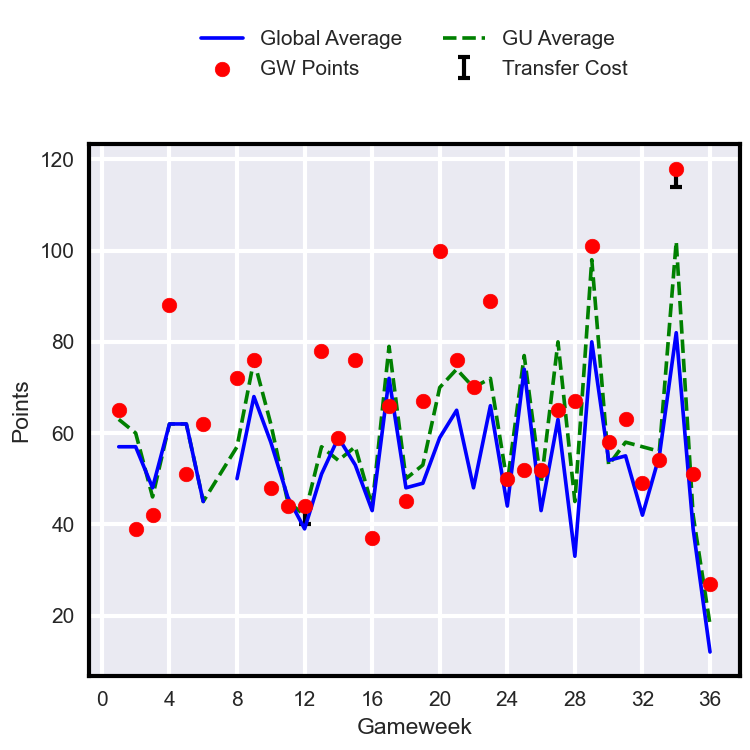 Global Average
GU Average
GW Points
Transfer Cost
120
100
80
60
40
20
Points
0 4 8 12 16 20 24 28 32 36
Gameweek